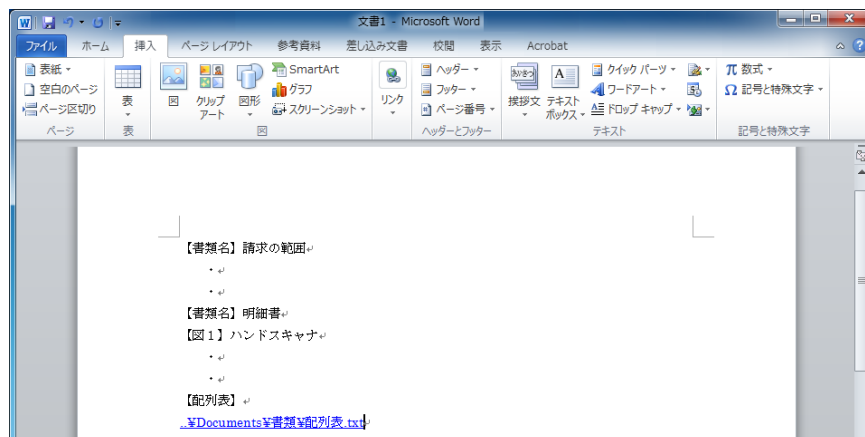 文書1 - Microsoft Word
ファイル ホーム 挿入 ページ レイアウト 参考資料 差し込み文書 校閲 表示 Acrobat
表紙
空白のページ
ページ区切り
ページ
表
表
図
クリップ アート
図形
SmartArt
グラフ
スクリーンショット
図
リンク
ヘッダー
フッター
ページ番号
ヘッダーとフッター
あいさつ
挨拶文
A
テキスト ボックス
クイック パーツ
ワードアート
ドロップ キャップ
テキスト
π 数式
Ω 記号と特殊文字
記号と特殊文字
【書類名】請求の範囲
・
・
【書類名】明細書
【図1】ハンドスキャナ
・
・
【配列表】
..¥Documents¥書類¥配列表.txt